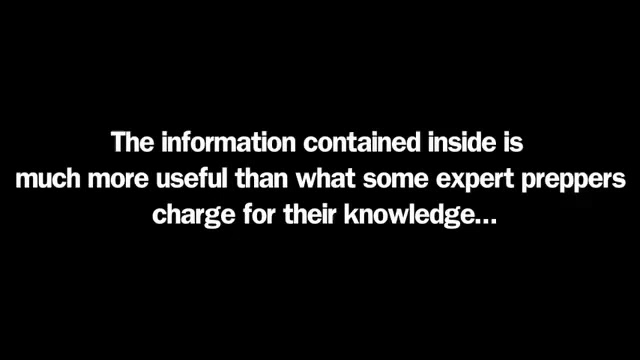 The information contained inside is
much more useful than what some expert preppers
charge for their knowledge...